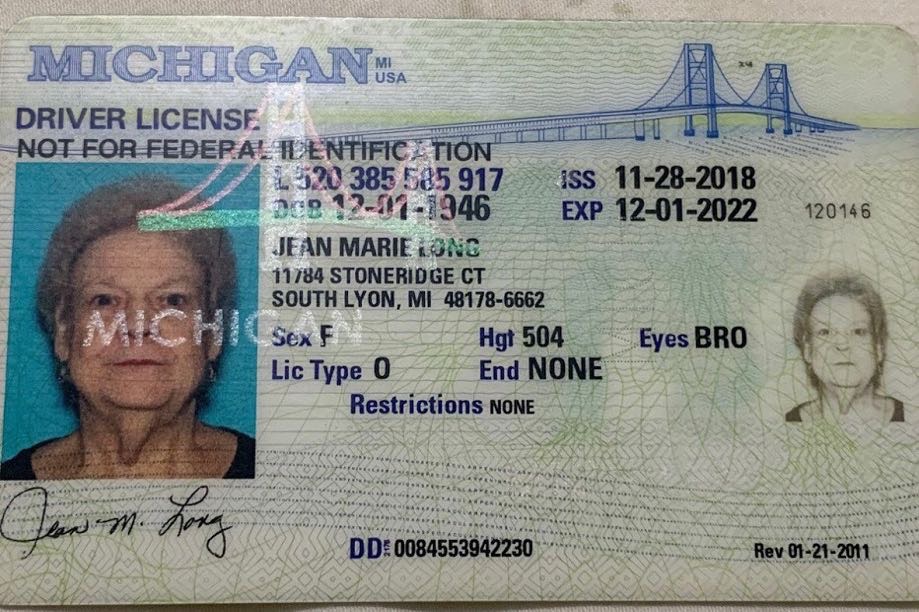 MICHIGAN MI USA
DRIVER LICENSE
NOT FOR FEDERAL IDENTIFICATION
L 520 385 585 917 ISS 11-28-2018
DOB 12-01-1946 EXP 12-01-2022 120146
JEAN MARIE LONG
11784 STONERIDGE CT
SOUTH LYON, MI 48178-6662
MICHIGAN
Sex F Hgt 504 Eyes BRO
Lic Type O End NONE
Restrictions NONE
Jean M. Long
DD 0084553942230 Rev 01-21-2011